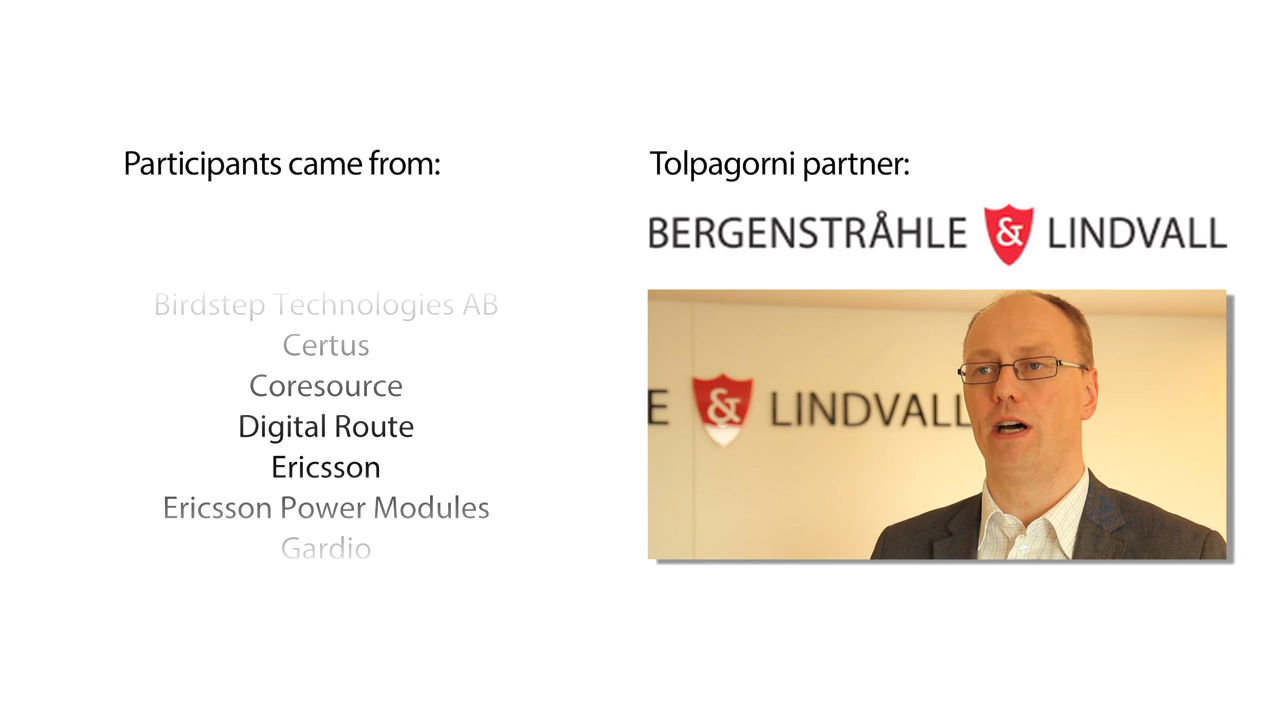 Participants came from:
Birdstep Technologies AB
Certus
Coresource
Digital Route
Ericsson
Ericsson Power Modules
Gardio
Tolpagorni partner:
BERGENSTRÅHLE & LINDVALL
E & LINDVALL